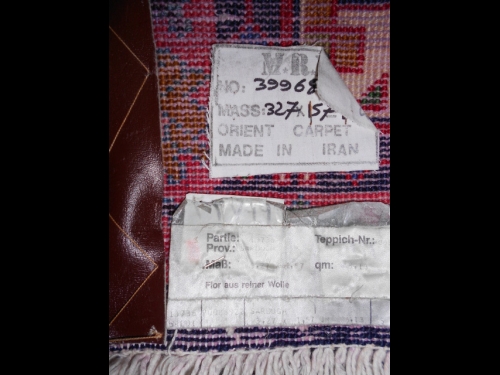 M.R.
NO: 39968
MASS: 327 X 157
ORIENT CARPET
MADE IN IRAN
Partie: Teppich-Nr.:
Prov.:
Maß: qm:
Flor aus reiner Wolle